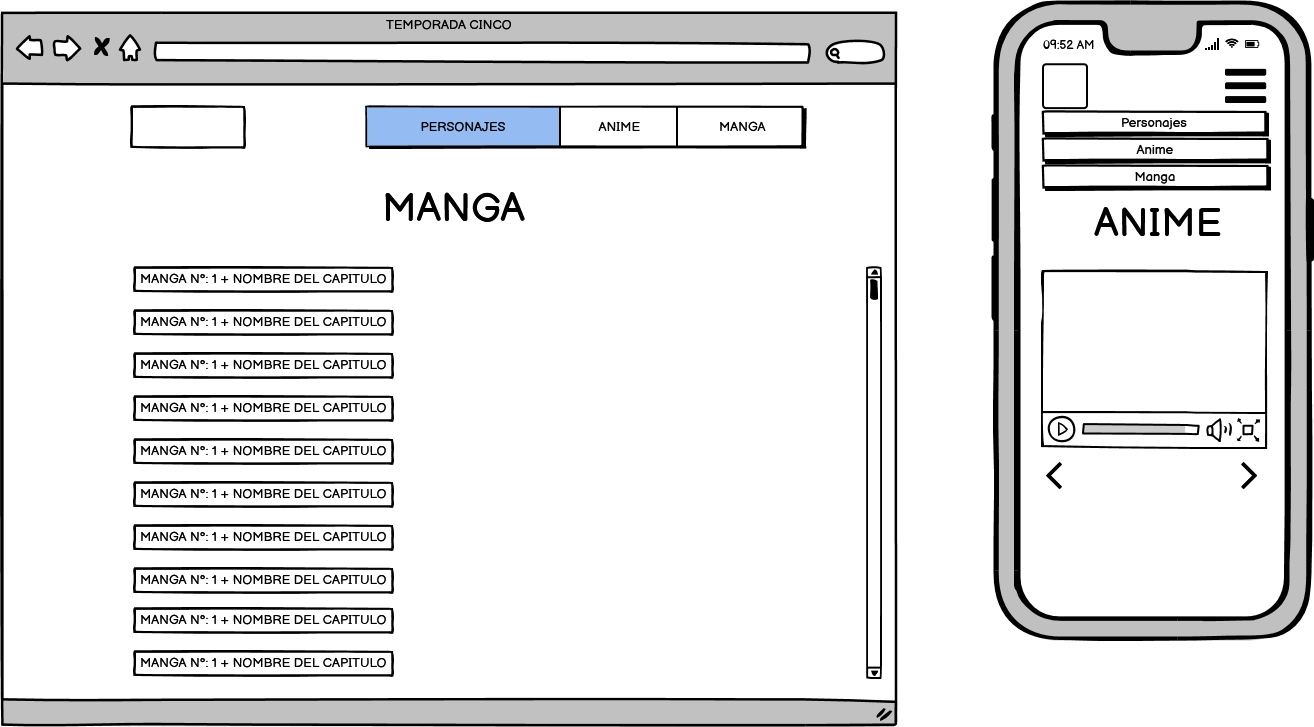 TEMPORADA CINCO
PERSONAJES
ANIME
MANGA
MANGA
MANGA Nº: 1 + NOMBRE DEL CAPITULO
MANGA Nº: 1 + NOMBRE DEL CAPITULO
MANGA Nº: 1 + NOMBRE DEL CAPITULO
MANGA Nº: 1 + NOMBRE DEL CAPITULO
MANGA Nº: 1 + NOMBRE DEL CAPITULO
MANGA Nº: 1 + NOMBRE DEL CAPITULO
MANGA Nº: 1 + NOMBRE DEL CAPITULO
MANGA Nº: 1 + NOMBRE DEL CAPITULO
MANGA Nº: 1 + NOMBRE DEL CAPITULO
MANGA Nº: 1 + NOMBRE DEL CAPITULO
09:52 AM
Personajes
Anime
Manga
ANIME